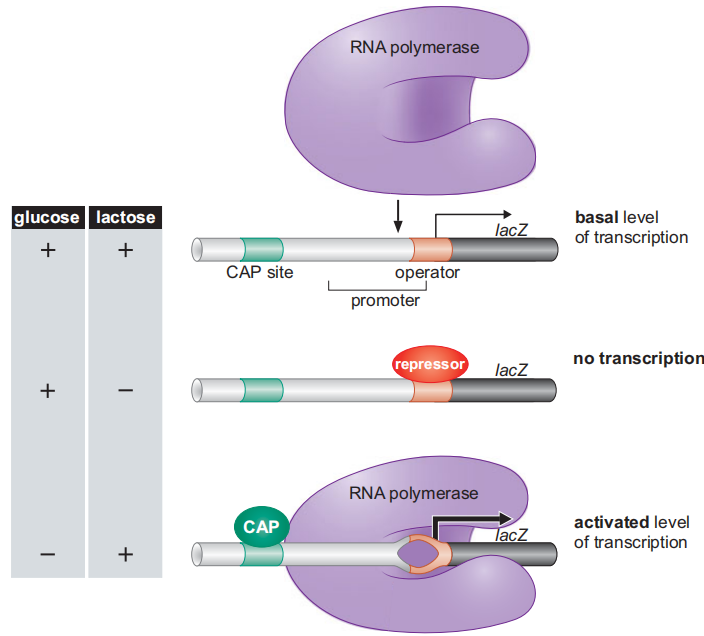 RNA polymerase
glucose lactose
+ +
lacZ
basal level
of transcription
CAP site
operator
promoter
+ −
repressor
lacZ
no transcription
RNA polymerase
− +
CAP
lacZ
activated level
of transcription